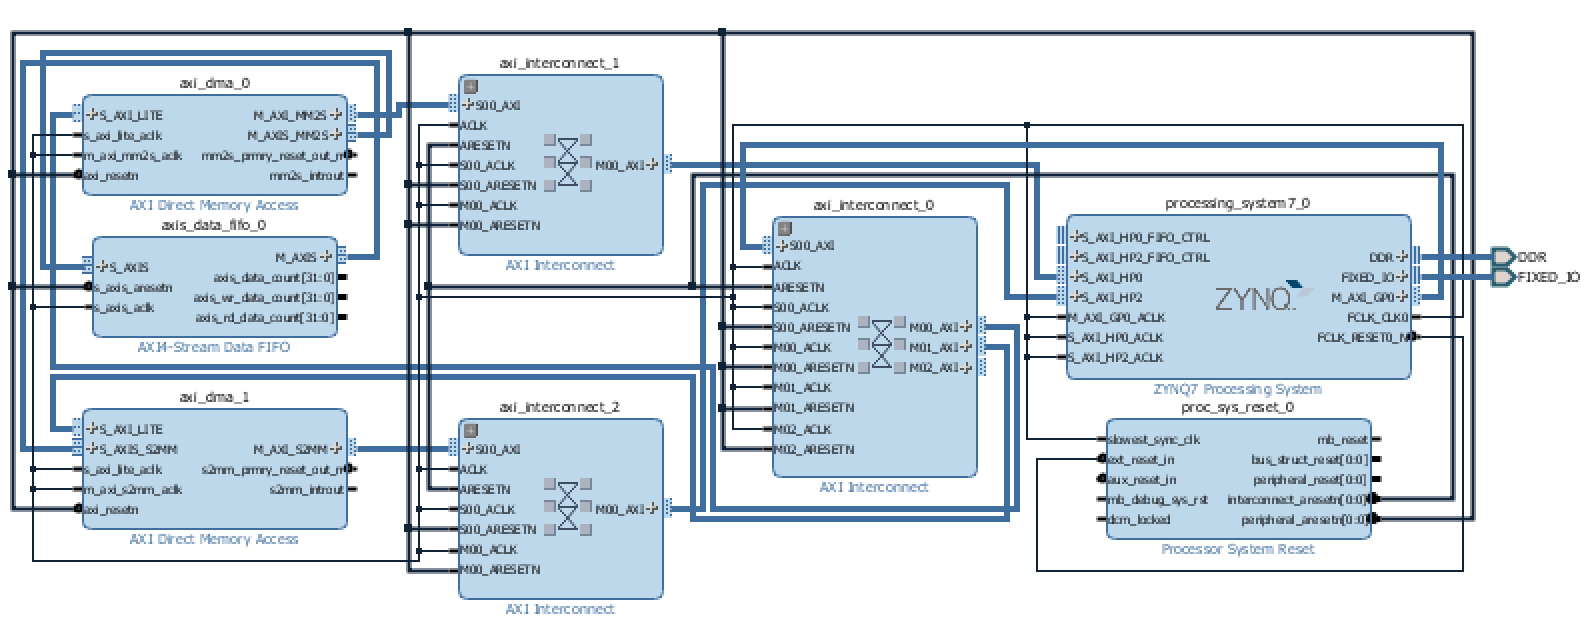 axi_dma_0
S_AXI_LITE
s_axi_lite_aclk
m_axi_mm2s_aclk
axi_resetn
M_AXI_MM2S
M_AXIS_MM2S
mm2s_prmry_reset_out_n
mm2s_introut
AXI Direct Memory Access
axis_data_fifo_0
S_AXIS
s_axis_aresetn
s_axis_aclk
M_AXIS
axis_data_count[31:0]
axis_wr_data_count[31:0]
axis_rd_data_count[31:0]
AXI4-Stream Data FIFO
axi_dma_1
S_AXI_LITE
S_AXIS_S2MM
s_axi_lite_aclk
m_axi_s2mm_aclk
axi_resetn
M_AXI_S2MM
s2mm_prmry_reset_out_n
s2mm_introut
AXI Direct Memory Access
axi_interconnect_1
S00_AXI
ACLK
ARESETN
S00_ACLK
S00_ARESETN
M00_ACLK
M00_ARESETN
M00_AXI
AXI Interconnect
axi_interconnect_2
S00_AXI
ACLK
ARESETN
S00_ACLK
S00_ARESETN
M00_ACLK
M00_ARESETN
M00_AXI
AXI Interconnect
axi_interconnect_0
S00_AXI
ACLK
ARESETN
S00_ACLK
S00_ARESETN
M00_ACLK
M00_ARESETN
M01_ACLK
M01_ARESETN
M02_ACLK
M02_ARESETN
M00_AXI
M01_AXI
M02_AXI
AXI Interconnect
processing_system7_0
S_AXI_HP0_FIFO_CTRL
S_AXI_HP2_FIFO_CTRL
S_AXI_HP0
S_AXI_HP2
M_AXI_GP0_ACLK
S_AXI_HP0_ACLK
S_AXI_HP2_ACLK
ZYNQ
DDR
FIXED_IO
M_AXI_GP0
FCLK_CLK0
FCLK_RESET0_N
ZYNQ7 Processing System
DDR
FIXED_IO
proc_sys_reset_0
slowest_sync_clk
ext_reset_in
aux_reset_in
mb_debug_sys_rst
dcm_locked
mb_reset
bus_struct_reset[0:0]
peripheral_reset[0:0]
interconnect_aresetn[0:0]
peripheral_aresetn[0:0]
Processor System Reset